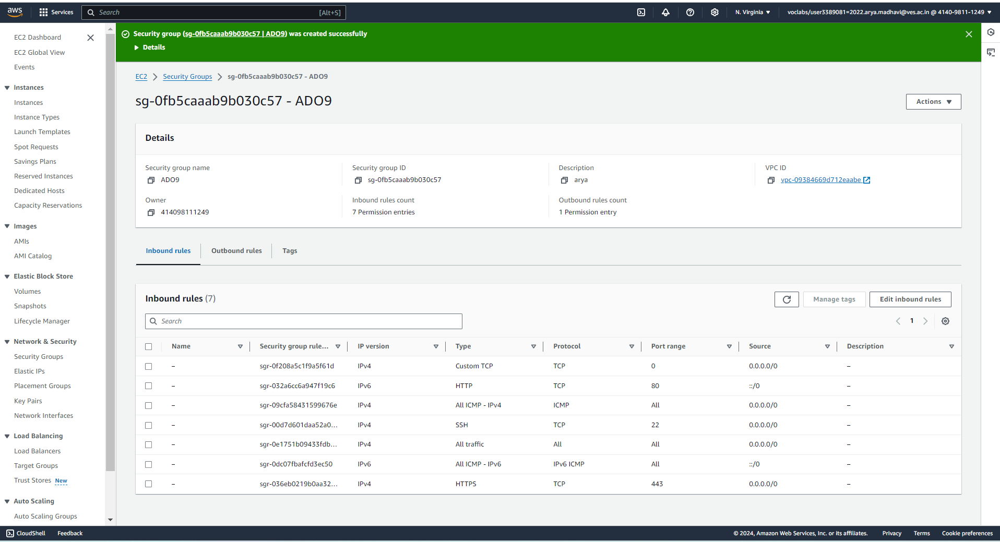 aws
Services
Search
[Alt+S]
N. Virginia
voclabs/user3389081=2022.arya.madhavi@ves.ac.in @ 4140-9811-1249
EC2 Dashboard
EC2 Global View
Events
Instances
Instances
Instance Types
Launch Templates
Spot Requests
Savings Plans
Reserved Instances
Dedicated Hosts
Capacity Reservations
Images
AMIs
AMI Catalog
Elastic Block Store
Volumes
Snapshots
Lifecycle Manager
Network & Security
Security Groups
Elastic IPs
Placement Groups
Key Pairs
Network Interfaces
Load Balancing
Load Balancers
Target Groups
Trust Stores New
Auto Scaling
Auto Scaling Groups
Security group (sg-0fb5caaab9b030c57 | ADO9) was created successfully
Details
EC2 > Security Groups > sg-0fb5caaab9b030c57 - ADO9
sg-0fb5caaab9b030c57 - ADO9
Actions
Details
Security group name
ADO9
Security group ID
sg-0fb5caaab9b030c57
Description
arya
VPC ID
vpc-09384669d712eaabe
Owner
414098111249
Inbound rules count
7 Permission entries
Outbound rules count
1 Permission entry
Inbound rules
Outbound rules
Tags
Inbound rules (7)
Manage tags
Edit inbound rules
Search
1
Name Security group rule... IP version Type Protocol Port range Source Description
– sgr-0f208a5c1f9a5f61d IPv4 Custom TCP TCP 0 0.0.0.0/0 –
– sgr-032a6cc6a947f19c6 IPv6 HTTP TCP 80 ::/0 –
– sgr-09cfa58431599676e IPv4 All ICMP - IPv4 ICMP All 0.0.0.0/0 –
– sgr-00d7d601daa52a0... IPv4 SSH TCP 22 0.0.0.0/0 –
– sgr-0e1751b09433fdb... IPv4 All traffic All All 0.0.0.0/0 –
– sgr-0dc07fbafcfd3ec50 IPv6 All ICMP - IPv6 IPv6 ICMP All ::/0 –
– sgr-036eb0219b0aa32... IPv4 HTTPS TCP 443 0.0.0.0/0 –
CloudShell
Feedback
© 2024, Amazon Web Services, Inc. or its affiliates.
Privacy
Terms
Cookie preferences